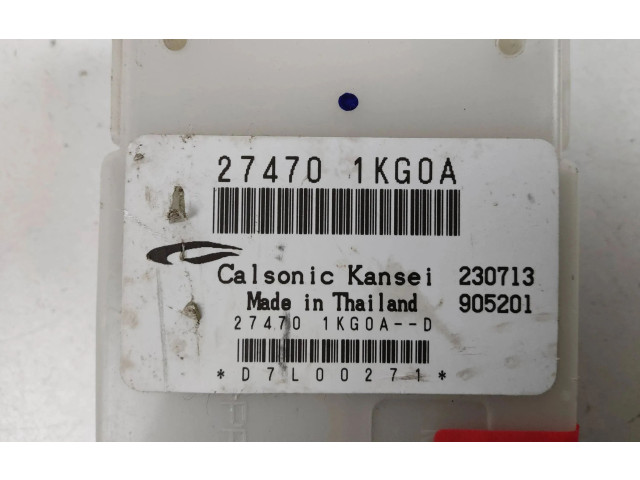 27470 1KG0A
Calsonic Kansei 230713
Made in Thailand 905201
27470 1KG0A--D
*D7L00271*